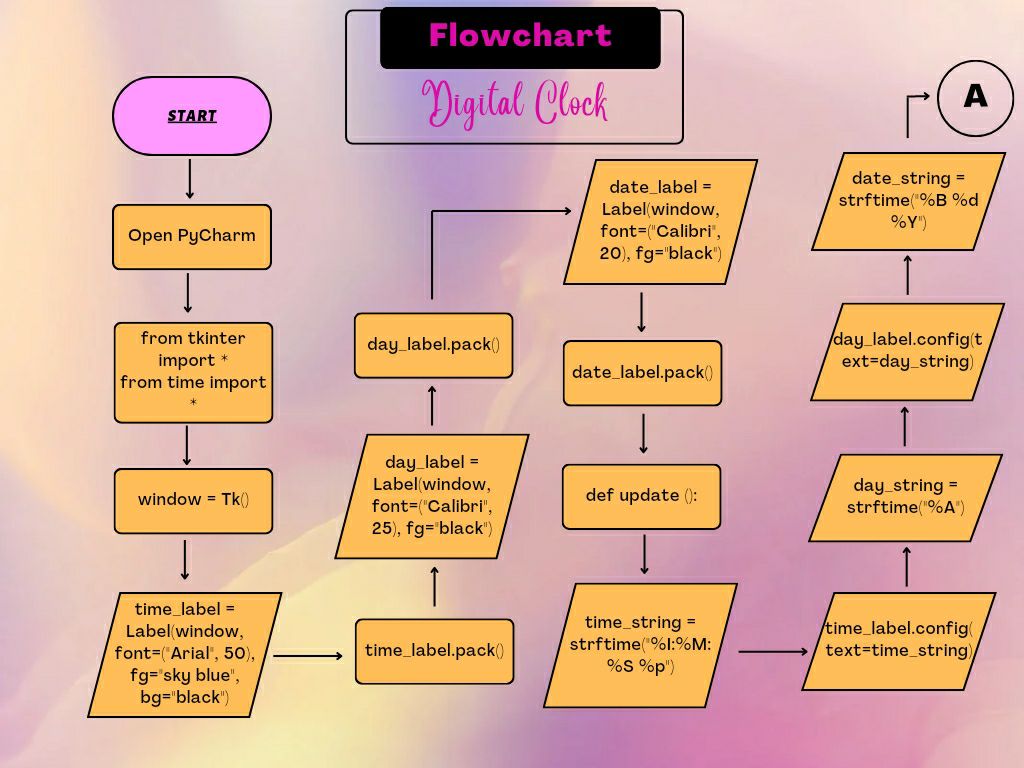 Flowchart
Digital Clock
START
Open PyCharm
from tkinter
import *
from time import
*
window = Tk()
time_label =
Label(window,
font=("Arial", 50),
fg="sky blue",
bg="black")
time_label.pack()
day_label =
Label(window,
font=("Calibri",
25), fg="black")
day_label.pack()
date_label =
Label(window,
font=("Calibri",
20), fg="black")
date_label.pack()
def update ():
time_string =
strftime("%I:%M:
%S %p")
time_label.config(
text=time_string)
day_string =
strftime("%A")
day_label.config(t
ext=day_string)
date_string =
strftime("%B %d
%Y")
A